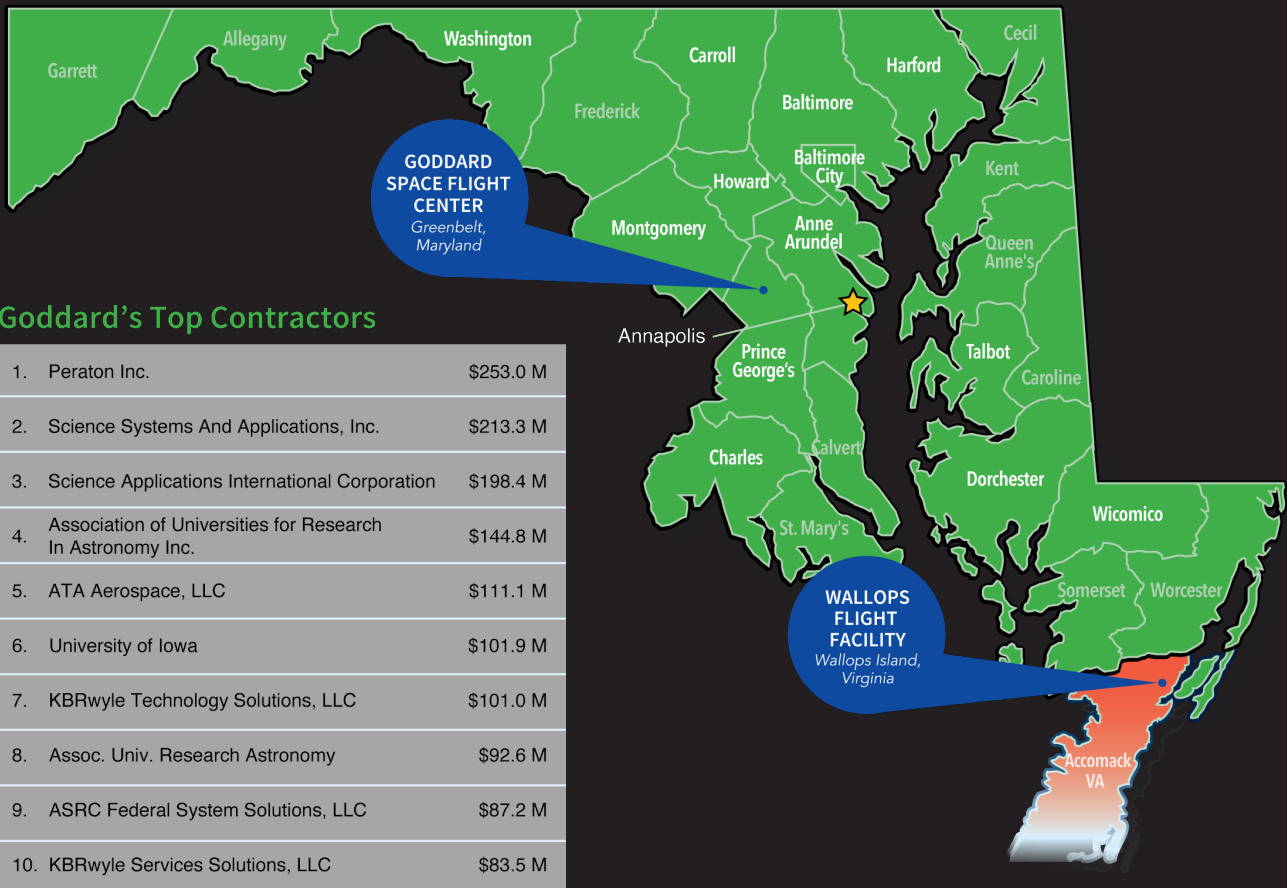 Garrett
Allegany
Washington
Frederick
Carroll
Baltimore
Harford
Cecil
Baltimore
City
Howard
Kent
Montgomery
Anne
Arundel
Queen
Anne's
GODDARD
SPACE FLIGHT
CENTER
Greenbelt,
Maryland
Annapolis
Prince
George's
Talbot
Caroline
Charles
Calvert
Dorchester
St. Mary's
Wicomico
Somerset
Worcester
WALLOPS
FLIGHT
FACILITY
Wallops Island,
Virginia
Accomack
VA
Goddard's Top Contractors
1. Peraton Inc. $253.0 M
2. Science Systems And Applications, Inc. $213.3 M
3. Science Applications International Corporation $198.4 M
4. Association of Universities for Research
In Astronomy Inc. $144.8 M
5. ATA Aerospace, LLC $111.1 M
6. University of Iowa $101.9 M
7. KBRwyle Technology Solutions, LLC $101.0 M
8. Assoc. Univ. Research Astronomy $92.6 M
9. ASRC Federal System Solutions, LLC $87.2 M
10. KBRwyle Services Solutions, LLC $83.5 M